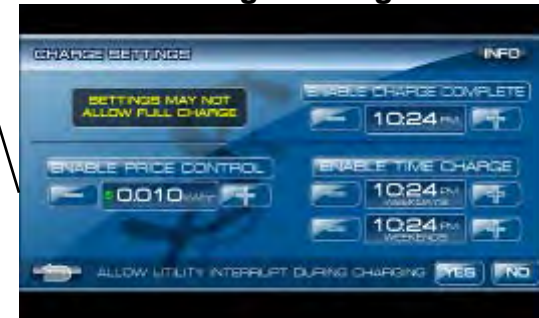 CHARGE SETTINGS
INFO
SETTINGS MAY NOT
ALLOW FULL CHARGE
ENABLE CHARGE COMPLETE
- 10:24 PM +
ENABLE PRICE CONTROL
- $0.010 +
ENABLE TIME CHARGE
- 10:24 PM +
WEEKDAYS
- 10:24 PM +
WEEKENDS
ALLOW UTILITY INTERRUPT DURING CHARGING YES NO